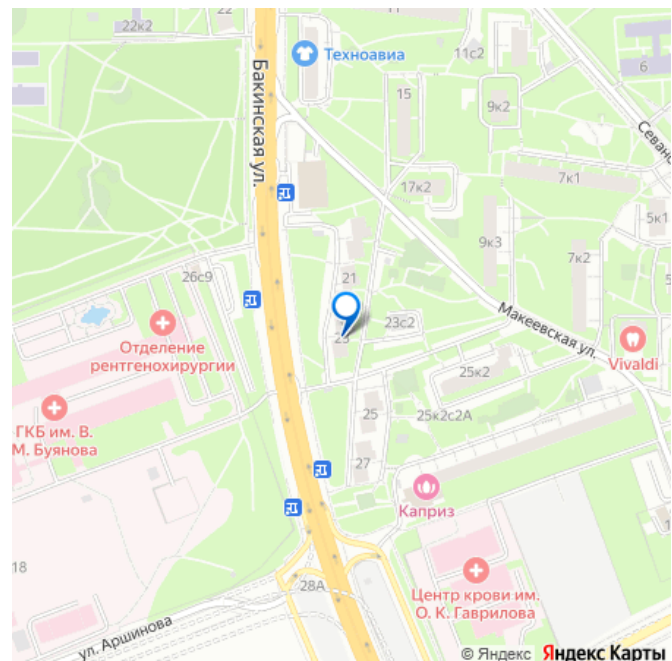 22к2
22
Техноавиа
11с2
6
Бакинская ул.
15
9к2
Севанс
17к2
7к1
5к1
9к3
7к2
26с9
21
23
23с2
Макеевская ул.
Отделение
рентгенохирургии
Vivaldi
25к2
ГКБ им. В.
М. Буянова
25
25к2с2А
27
Каприз
18
28А
Центр крови им.
О. К. Гаврилова
ул. Аршинова
© Яндекс Яндекс Карты